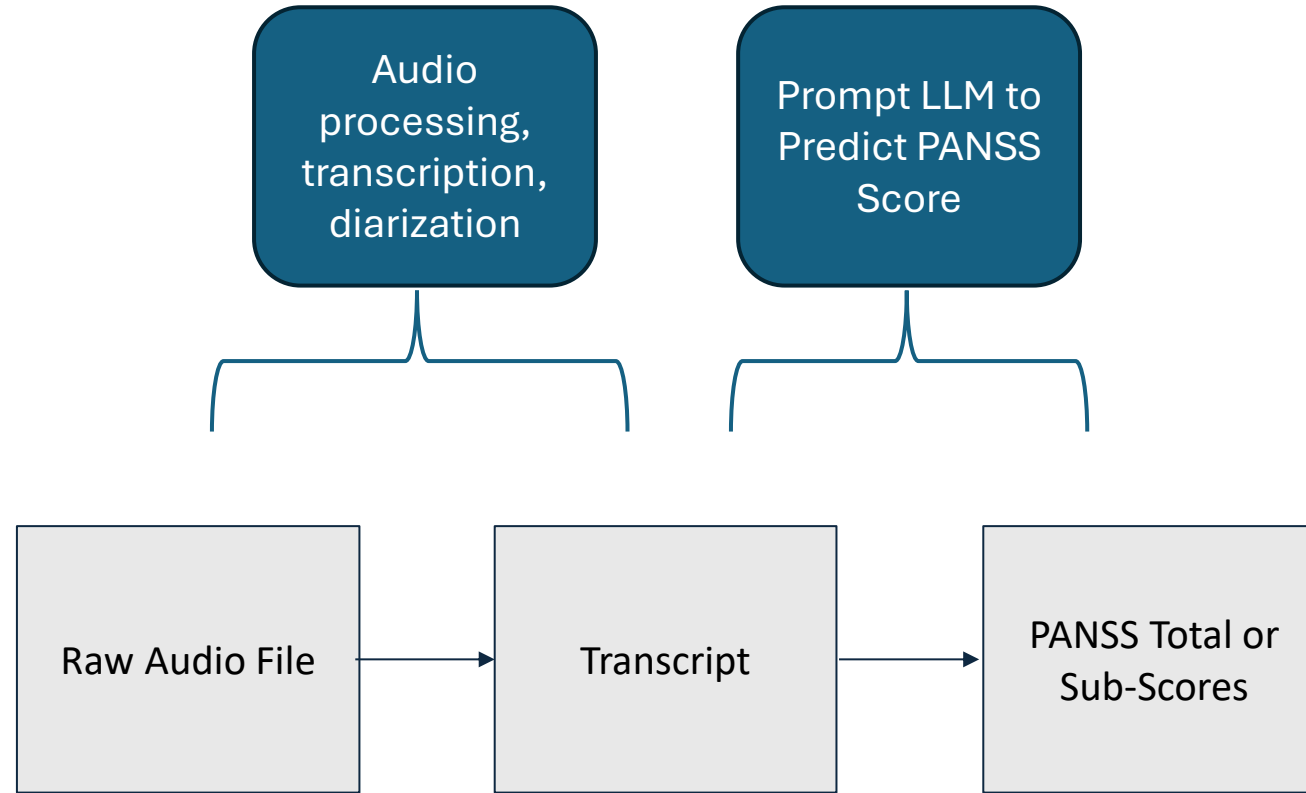 Audio
processing,
transcription,
diarization
Prompt LLM to
Predict PANSS
Score
Raw Audio File
Transcript
PANSS Total or
Sub-Scores